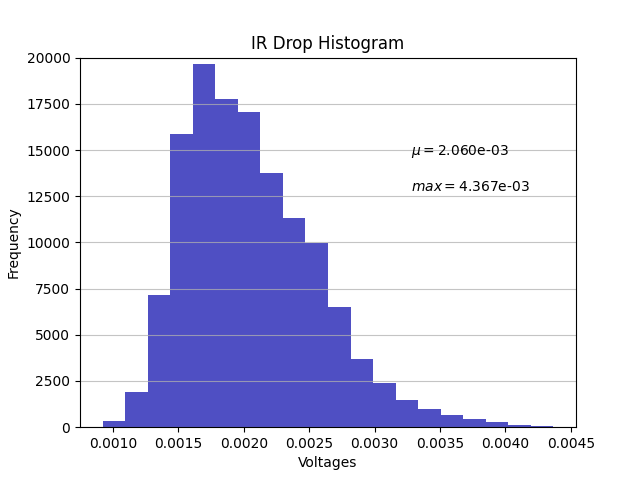 IR Drop Histogram
20000
17500
15000
12500
10000
7500
5000
2500
0
Frequency
μ = 2.060e-03
max = 4.367e-03
0.0010 0.0015 0.0020 0.0025 0.0030 0.0035 0.0040 0.0045
Voltages